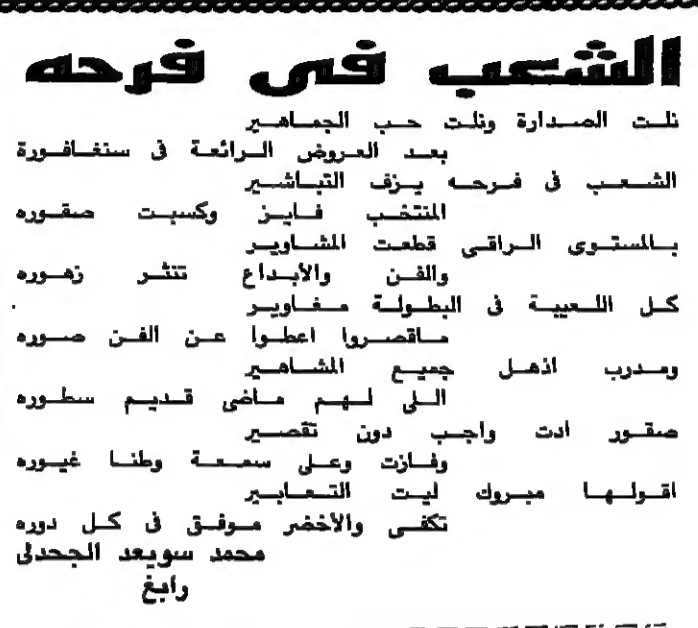 الشعب فى فرحه
نلت الصدارة ونلت حب الجماهير
بعد العروض الرائعة فى سنغافورة
الشعب فى فرحه يزف التباشير
المنتخب فايز وكسبت صقوره
بالمستوى الراقى قطعت المشاوير
والفن والأبداع تنثر زهوره
كل اللعيبة فى البطولة مغاوير
ماقصروا اعطوا عن الفن صوره
ومدرب اذهل جميع المشاهير
اللى لهم ماضى قديم سطوره
صقور ادت واجب دون تقصير
وفازت وعلى سمعة وطنا غيوره
اقولها مبروك ليت التعابير
تكفى والأخضر موفق فى كل دوره
محمد سويعد الجحدلى
رابغ